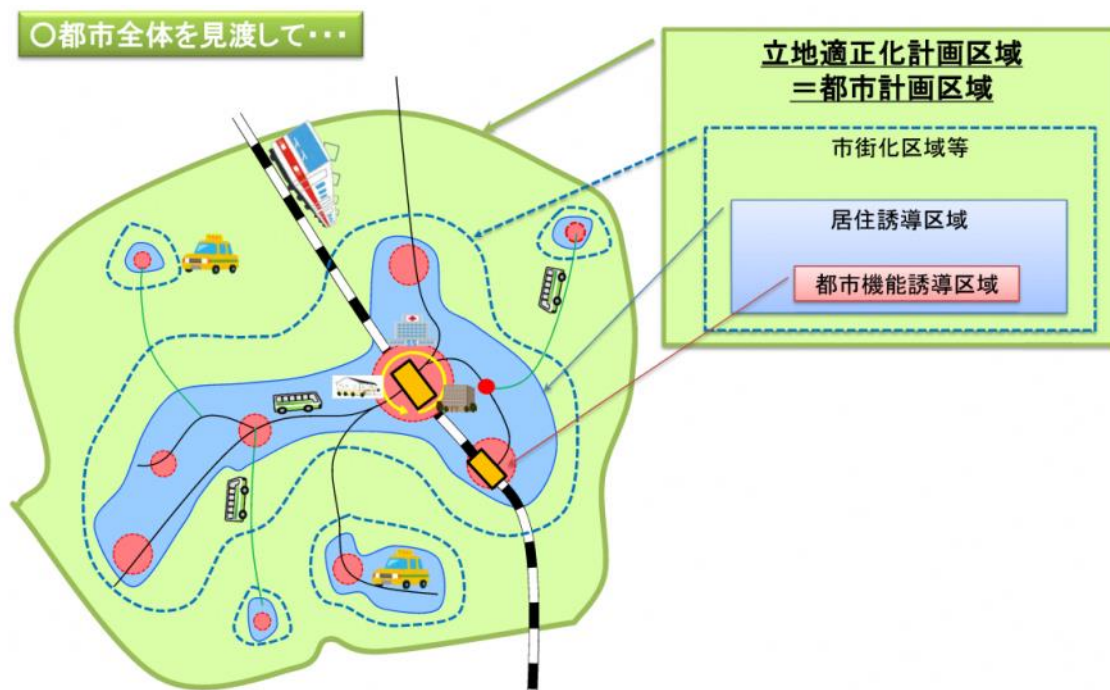 〇都市全体を見渡して・・・
立地適正化計画区域
＝都市計画区域
市街化区域等
居住誘導区域
都市機能誘導区域